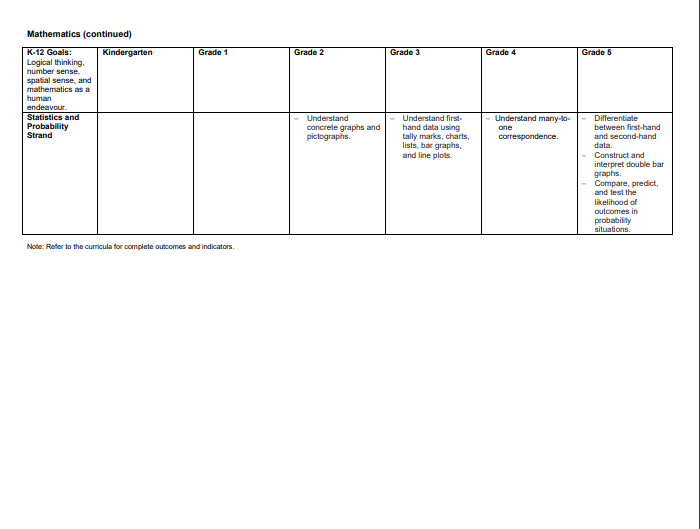 Mathematics (continued)
K-12 Goals:
Logical thinking,
number sense,
spatial sense, and
mathematics as a
human
endeavour.
Kindergarten
Grade 1
Grade 2
Grade 3
Grade 4
Grade 5
Statistics and
Probability
Strand
– Understand
concrete graphs and
pictographs.
– Understand first-
hand data using
tally marks, charts,
lists, bar graphs,
and line plots.
– Understand many-to-
one
correspondence.
– Differentiate
between first-hand
and second-hand
data.
– Construct and
interpret double bar
graphs.
– Compare, predict,
and test the
likelihood of
outcomes in
probability
situations.
Note: Refer to the curricula for complete outcomes and indicators.